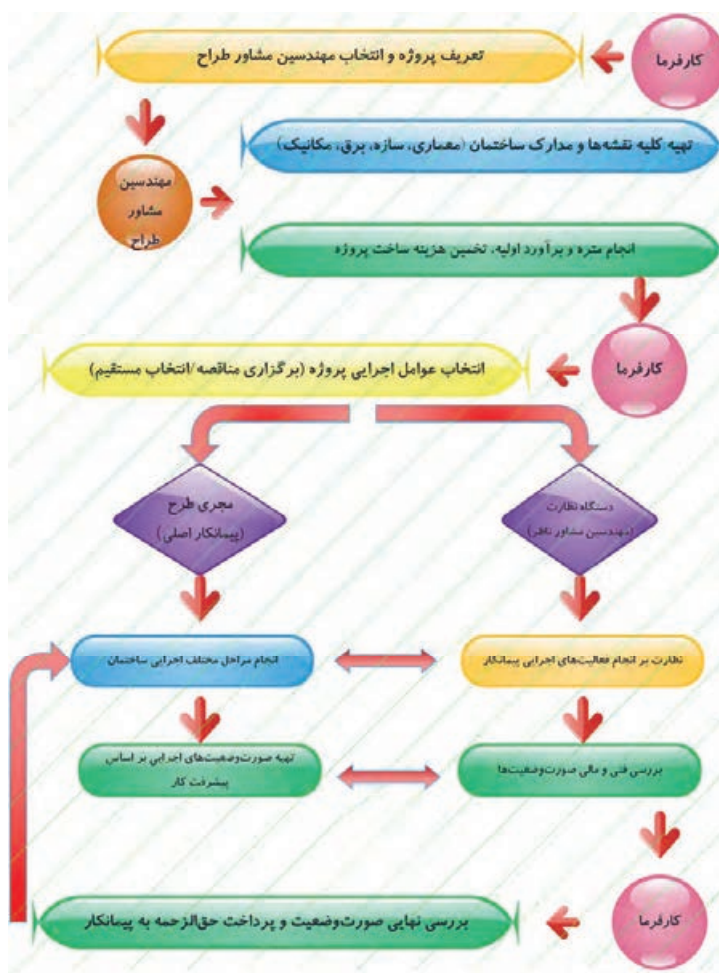 کارفرما
تعریف پروژه و انتخاب مهندسین مشاور طراح
تهیه کلیه نقشه‌ها و مدارک ساختمان (معماری، سازه، برق، مکانیک)
مهندسین
مشاور
طراح
انجام متره و برآورد اولیه، تخمین هزینه ساخت پروژه
کارفرما
انتخاب عوامل اجرایی پروژه (برگزاری مناقصه/انتخاب مستقیم)
دستگاه نظارت
(مهندسین مشاور ناظر)
مجری طرح
(پیمانکار اصلی)
نظارت بر انجام فعالیت‌های اجرایی پیمانکار
انجام مراحل مختلف اجرایی ساختمان
بررسی فنی و مالی صورت‌وضعیت‌ها
تهیه صورت‌وضعیت‌های اجرایی بر اساس
پیشرفت کار
کارفرما
بررسی نهایی صورت‌وضعیت و پرداخت حق‌الزحمه به پیمانکار